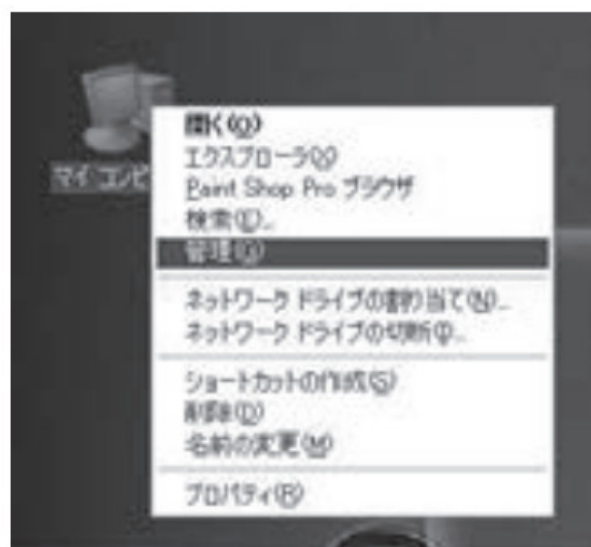 マイ コンピ
開く(O)
エクスプローラ(X)
Paint Shop Pro ブラウザ
検索(E)...
管理(G)
ネットワーク ドライブの割り当て(N)...
ネットワーク ドライブの切断(I)...
ショートカットの作成(S)
削除(D)
名前の変更(M)
プロパティ(R)